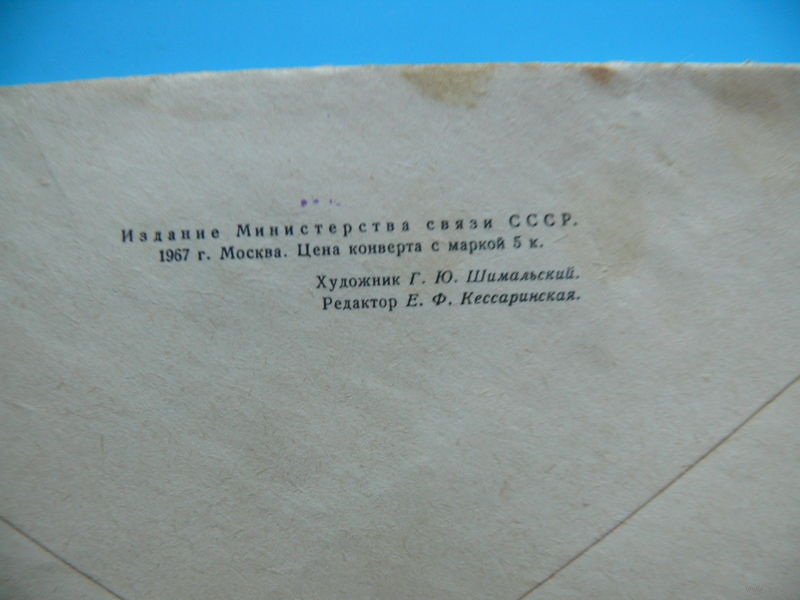 Издание Министерства связи СССР.
1967 г. Москва. Цена конверта с маркой 5 к.
Художник Г. Ю. Шимальский.
Редактор Е. Ф. Кессаринская.